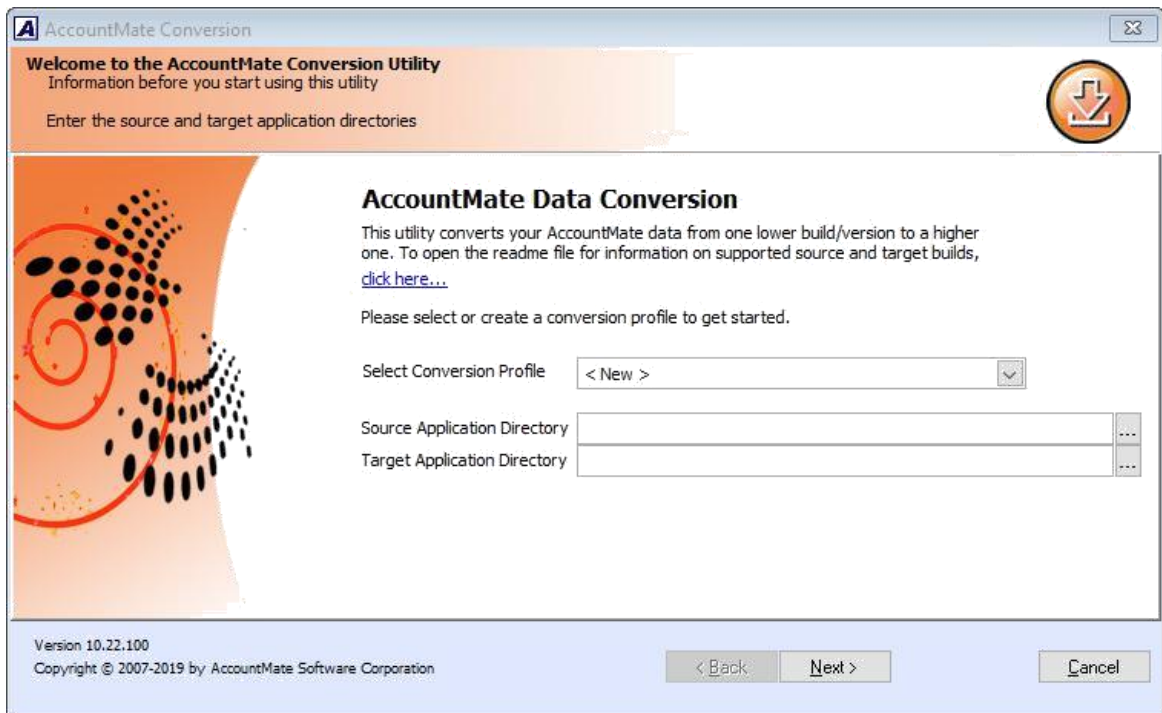 AccountMate Conversion
Welcome to the AccountMate Conversion Utility
Information before you start using this utility
Enter the source and target application directories
AccountMate Data Conversion
This utility converts your AccountMate data from one lower build/version to a higher
one. To open the readme file for information on supported source and target builds,
click here...
Please select or create a conversion profile to get started.
Select Conversion Profile < New >
Source Application Directory ...
Target Application Directory ...
Version 10.22.100
Copyright © 2007-2019 by AccountMate Software Corporation
< Back Next > Cancel